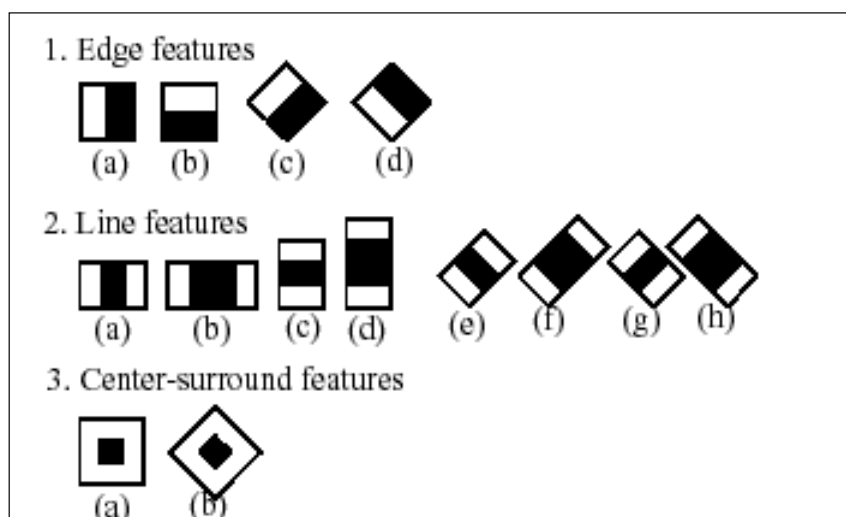 1. Edge features
(a) (b) (c) (d)
2. Line features
(a) (b) (c) (d) (e) (f) (g) (h)
3. Center-surround features
(a) (b)